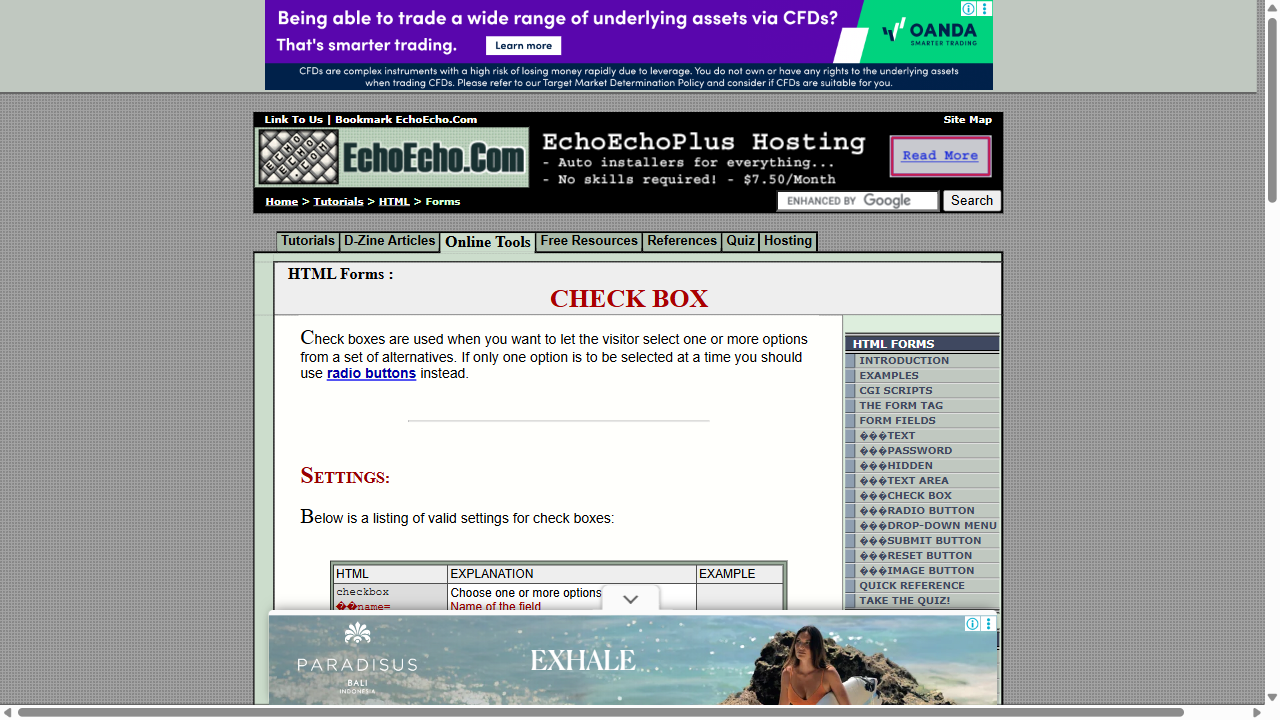 Being able to trade a wide range of underlying assets via CFDs?
That's smarter trading.
Learn more
OANDA
SMARTER TRADING
CFDs are complex instruments with a high risk of losing money rapidly due to leverage. You do not own or have any rights to the underlying assets
when trading CFDs. Please refer to our Target Market Determination Policy and consider if CFDs are suitable for you.
Link To Us | Bookmark EchoEcho.Com
Site Map
ECHO
ECHO
.COM
EchoEcho.Com
EchoEchoPlus Hosting
- Auto installers for everything...
- No skills required! - $7.50/Month
Read More
Home > Tutorials > HTML > Forms
ENHANCED BY Google
Search
Tutorials
D-Zine Articles
Online Tools
Free Resources
References
Quiz
Hosting
HTML Forms :
CHECK BOX
Check boxes are used when you want to let the visitor select one or more options
from a set of alternatives. If only one option is to be selected at a time you should
use radio buttons instead.
SETTINGS:
Below is a listing of valid settings for check boxes:
HTML
EXPLANATION
EXAMPLE
checkbox
Choose one or more options
��name=
Name of the field
HTML FORMS
INTRODUCTION
EXAMPLES
CGI SCRIPTS
THE FORM TAG
FORM FIELDS
���TEXT
���PASSWORD
���HIDDEN
���TEXT AREA
���CHECK BOX
���RADIO BUTTON
���DROP-DOWN MENU
���SUBMIT BUTTON
���RESET BUTTON
���IMAGE BUTTON
QUICK REFERENCE
TAKE THE QUIZ!
PARADISUS
BALI
INDONESIA
EXHALE